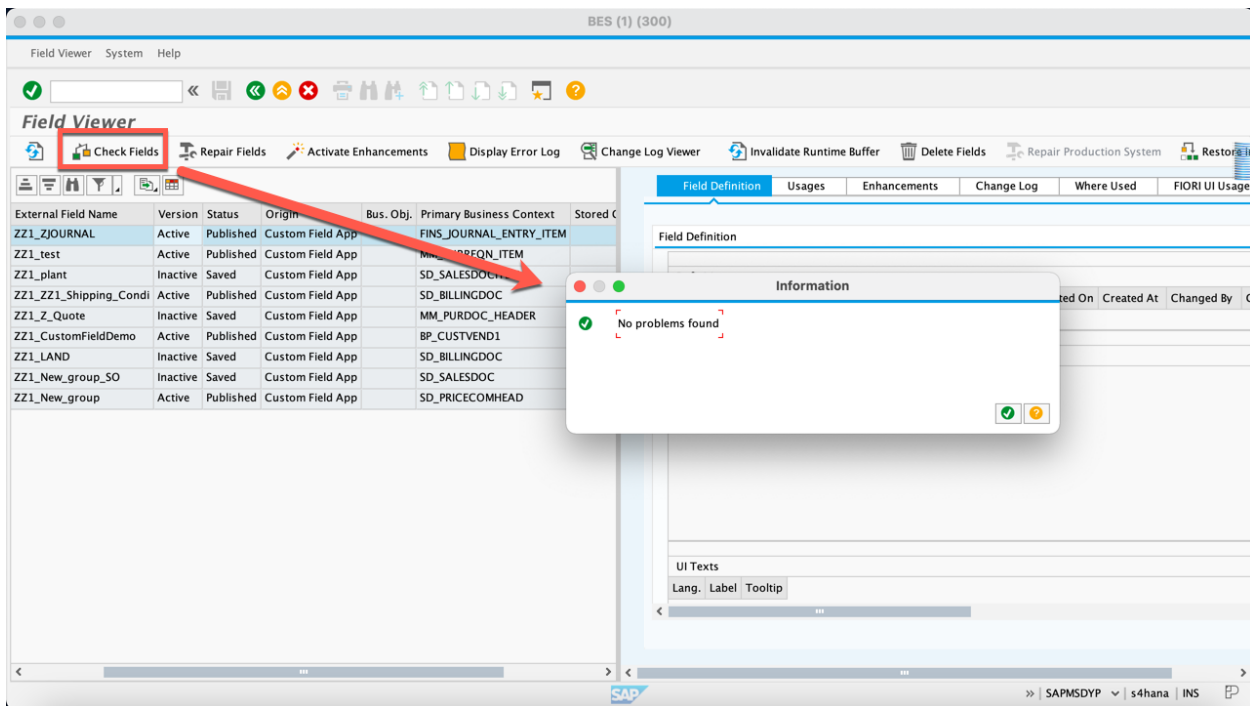 BES (1) (300)
Field Viewer System Help
Field Viewer
Check Fields Repair Fields Activate Enhancements Display Error Log Change Log Viewer Invalidate Runtime Buffer Delete Fields Repair Production System Restore
Field Definition Usages Enhancements Change Log Where Used FIORI UI Usage
External Field Name Version Status Origin Bus. Obj. Primary Business Context Stored
ZZ1_ZJOURNAL Active Published Custom Field App FINS_JOURNAL_ENTRY_ITEM
ZZ1_test Active Published Custom Field App
ZZ1_plant Inactive Saved Custom Field App
ZZ1_ZZ1_Shipping_Condi Active Published Custom Field App SD_BILLINGDOC
ZZ1_Z_Quote Inactive Saved Custom Field App MM_PURDOC_HEADER
ZZ1_CustomFieldDemo Active Published Custom Field App BP_CUSTVEND1
ZZ1_LAND Inactive Saved Custom Field App SD_BILLINGDOC
ZZ1_New_group_SO Inactive Saved Custom Field App SD_SALESDOC
ZZ1_New_group Active Published Custom Field App SD_PRICECOMHEAD
Field Definition
Created At Changed By
Information
No problems found
UI Texts
Lang. Label Tooltip
SAP
SAPMSDYP s4hana INS